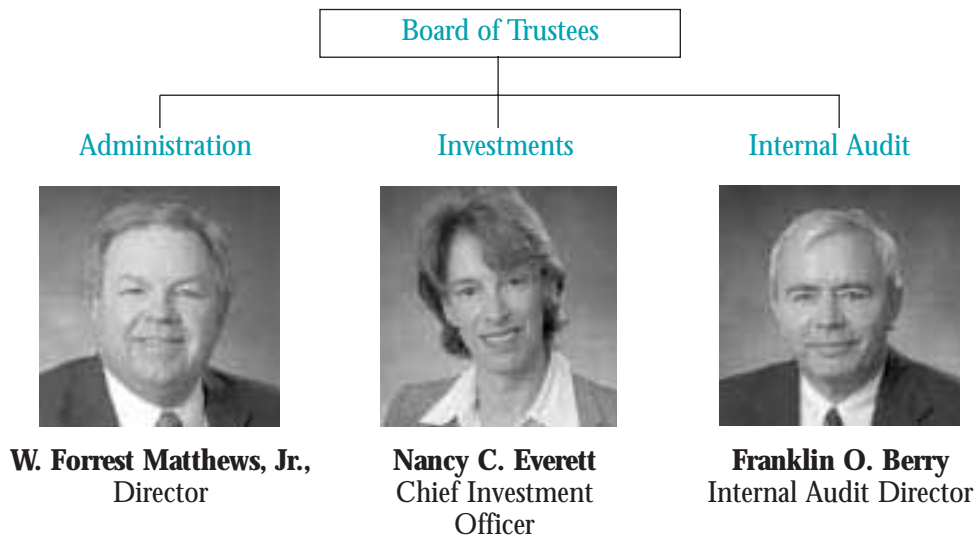 Board of Trustees
Administration
Investments
Internal Audit
W. Forrest Matthews, Jr.,
Director
Nancy C. Everett
Chief Investment
Officer
Franklin O. Berry
Internal Audit Director